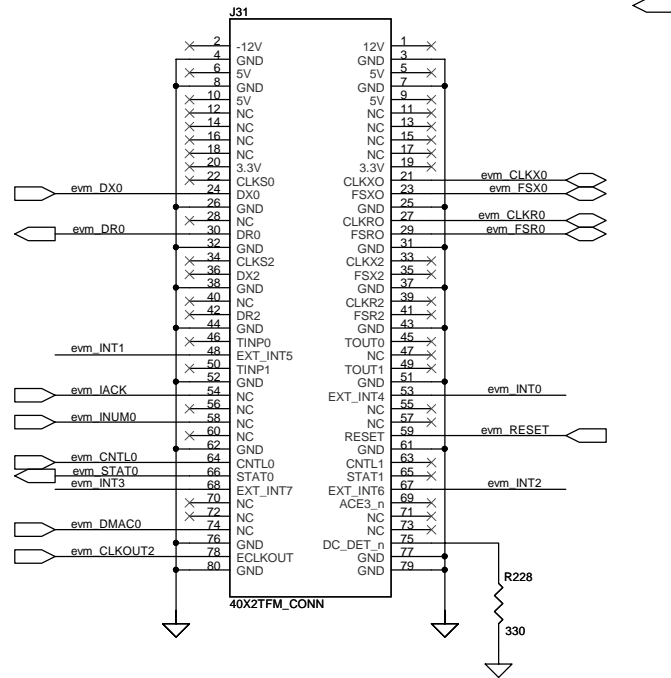 J31
2 -12V 12V 1
4 GND GND 3
6 5V 5V 5
8 GND GND 7
10 5V 5V 9
12 NC NC 11
14 NC NC 13
16 NC NC 15
18 NC NC 17
20 3.3V 3.3V 19
22 CLKS0 CLKXO 21 evm_CLKX0
evm_DX0 24 DX0 FSXO 23 evm_FSX0
26 GND GND 25
28 NC CLKRO 27 evm_CLKR0
evm_DR0 30 DR0 FSRO 29 evm_FSR0
32 GND GND 31
34 CLKS2 CLKX2 33
36 DX2 FSX2 35
38 GND GND 37
40 NC CLKR2 39
42 DR2 FSR2 41
44 GND GND 43
46 TINP0 TOUT0 45
evm_INT1 48 EXT_INT5 NC 47
50 TINP1 TOUT1 49
52 GND GND 51
evm_IACK 54 NC EXT_INT4 53 evm_INT0
56 NC NC 55
evm_INUM0 58 NC NC 57
60 NC RESET 59 evm_RESET
62 GND GND 61
evm_CNTL0 64 CNTL0 CNTL1 63
evm_STAT0 66 STAT0 STAT1 65
evm_INT3 68 EXT_INT7 EXT_INT6 67 evm_INT2
70 NC ACE3_n 69
72 NC NC 71
evm_DMAC0 74 NC NC 73
76 GND DC_DET_n 75
evm_CLKOUT2 78 ECLKOUT GND 77
80 GND GND 79
R228
40X2TFM_CONN
330